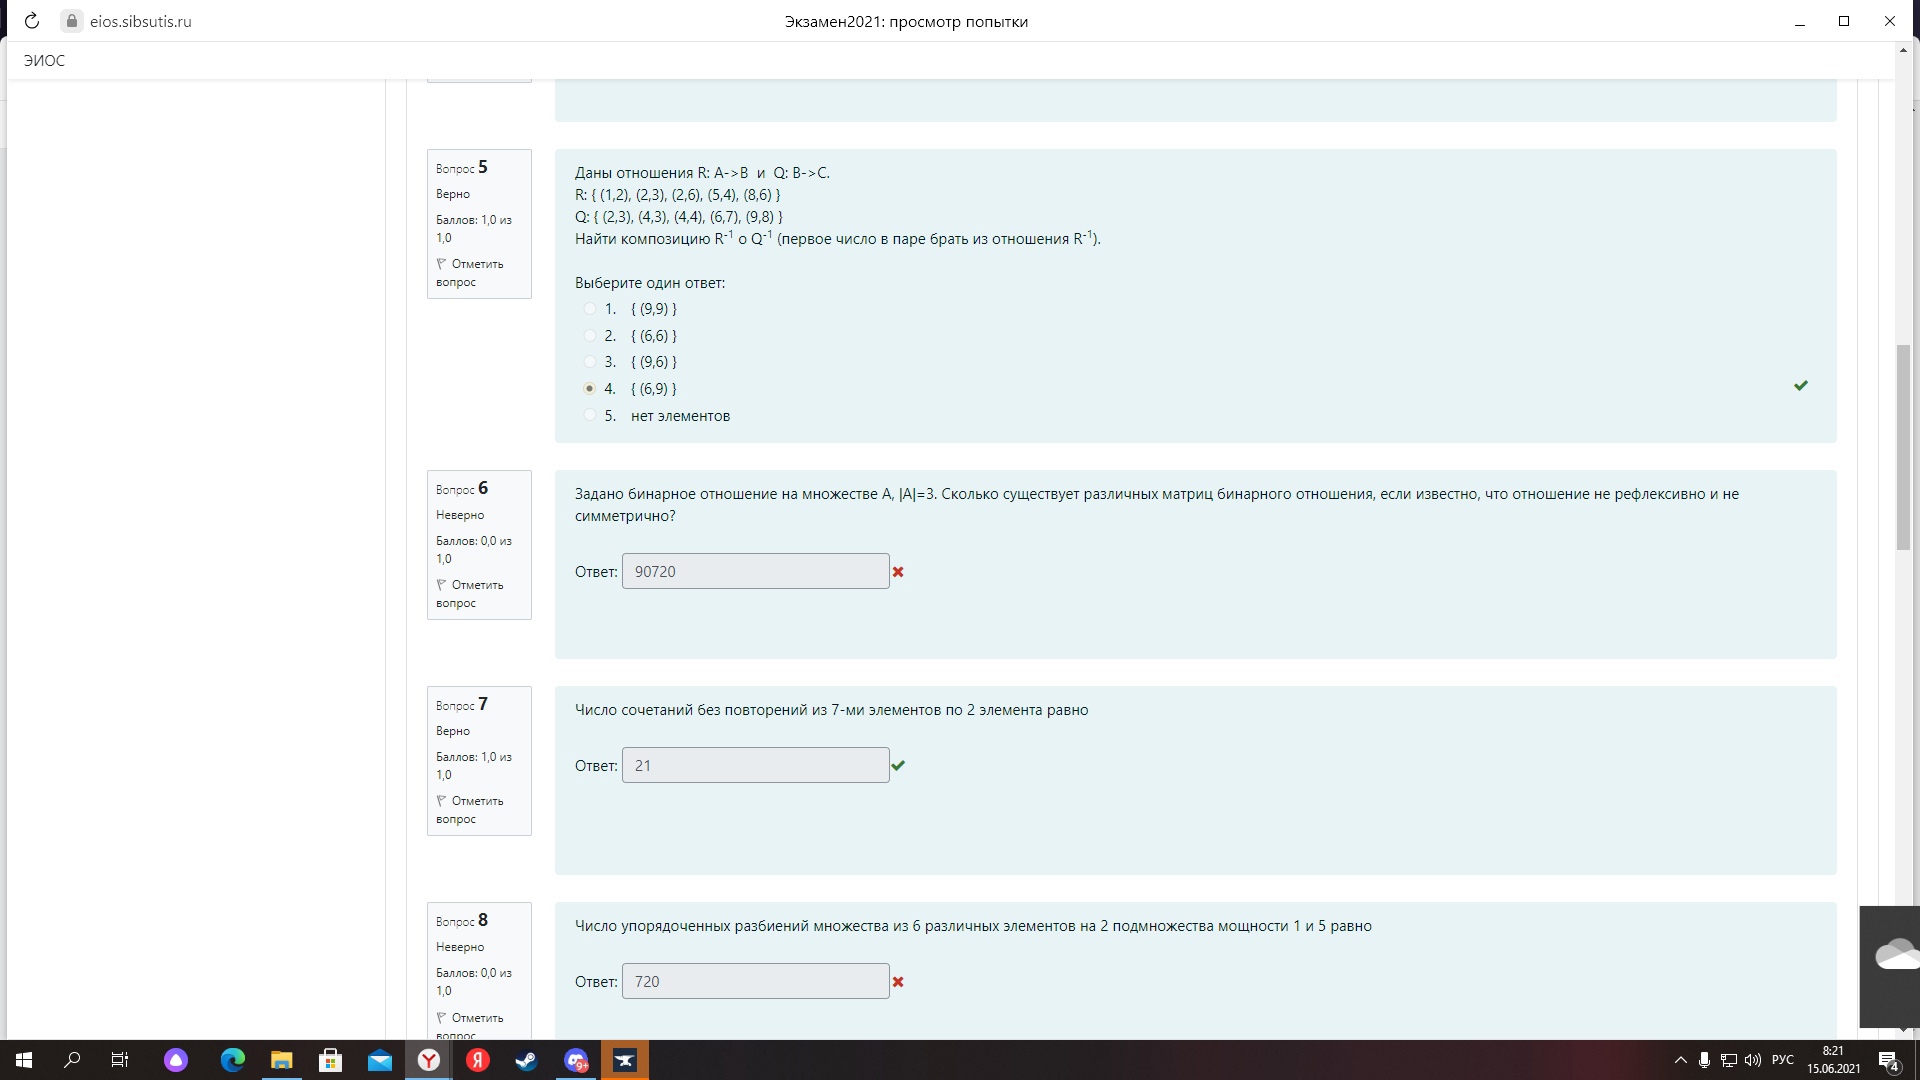 eios.sibsutis.ru
Экзамен2021: просмотр попытки
ЭИОС
Вопрос 5
Верно
Баллов: 1,0 из
1,0
Отметить
вопрос
Даны отношения R: A->B и Q: B->C.
R: { (1,2), (2,3), (2,6), (5,4), (8,6) }
Q: { (2,3), (4,3), (4,4), (6,7), (9,8) }
Найти композицию R-1 o Q-1 (первое число в паре брать из отношения R-1).
Выберите один ответ:
1. { (9,9) }
2. { (6,6) }
3. { (9,6) }
4. { (6,9) }
5. нет элементов
Вопрос 6
Неверно
Баллов: 0,0 из
1,0
Отметить
вопрос
Задано бинарное отношение на множестве A, |A|=3. Сколько существует различных матриц бинарного отношения, если известно, что отношение не рефлексивно и не
симметрично?
Ответ: 90720
Вопрос 7
Верно
Баллов: 1,0 из
1,0
Отметить
вопрос
Число сочетаний без повторений из 7-ми элементов по 2 элемента равно
Ответ: 21
Вопрос 8
Неверно
Баллов: 0,0 из
1,0
Отметить
вопрос
Число упорядоченных разбиений множества из 6 различных элементов на 2 подмножества мощности 1 и 5 равно
Ответ: 720
Я
9+
РУС
8:21
15.06.2021
4